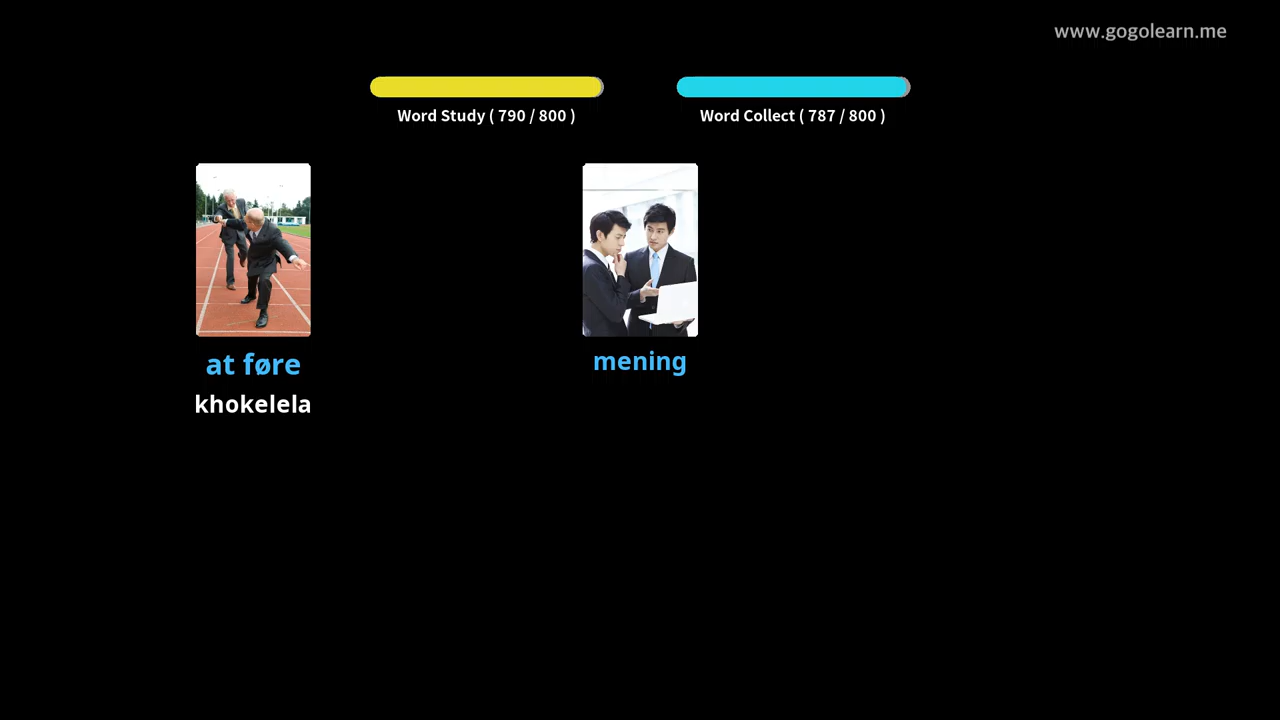 www.gogolearn.me
Word Study ( 790 / 800 )
Word Collect ( 787 / 800 )
at føre
khokelela
mening